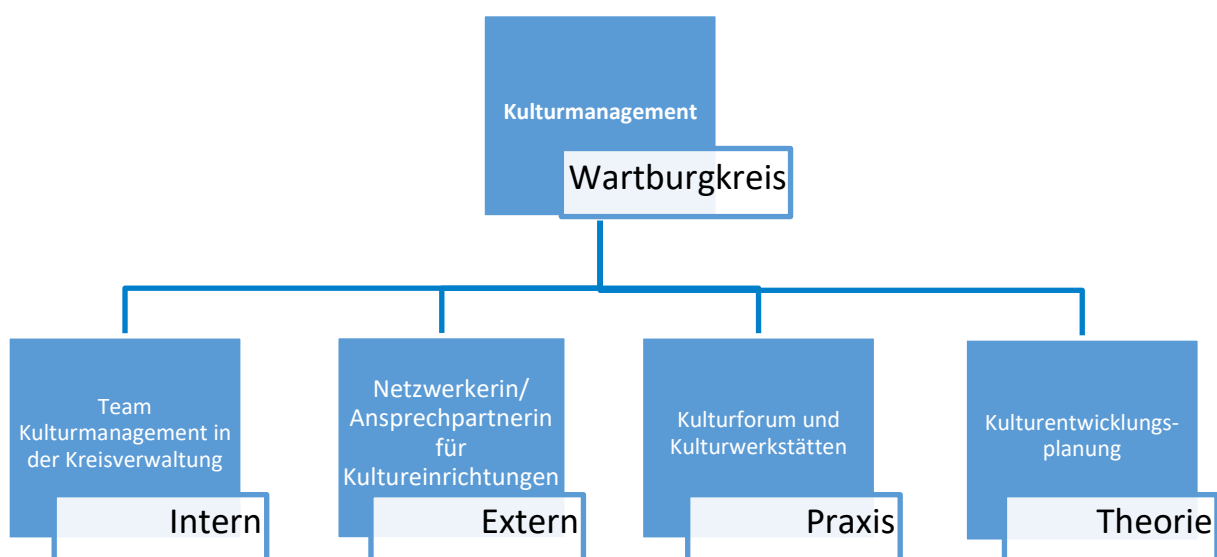 Kulturmanagement
Wartburgkreis
Team
Kulturmanagement in
der Kreisverwaltung
Intern
Netzwerkerin/
Ansprechpartnerin
für
Kultureinrichtungen
Extern
Kulturforum und
Kulturwerkstätten
Praxis
Kulturentwicklungs-
planung
Theorie